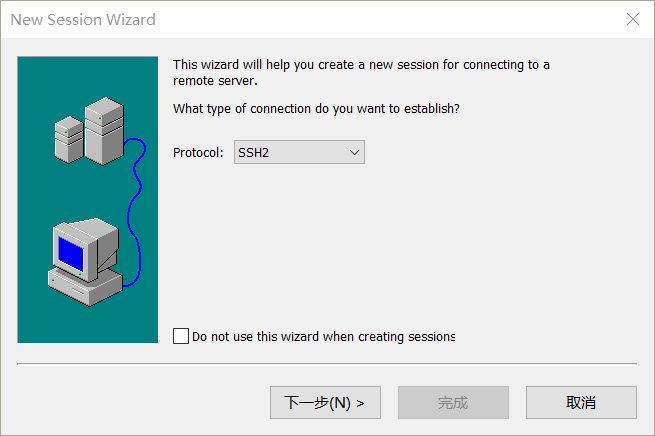 New Session Wizard
This wizard will help you create a new session for connecting to a
remote server.
What type of connection do you want to establish?
Protocol: SSH2
Do not use this wizard when creating sessions
下一步(N) > 完成 取消